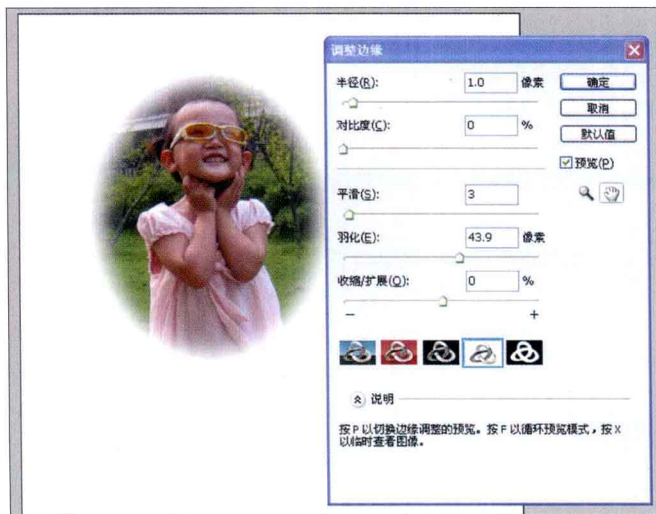 调整边缘
半径(R): 1.0 像素
确定
取消
对比度(C): 0 %
默认值
预览(P)
平滑(S): 3
羽化(E): 43.9 像素
收缩/扩展(O): 0 %
− +
说明
按 P 以切换边缘调整的预览。按 F 以循环预览模式，按 X
以临时查看图像。